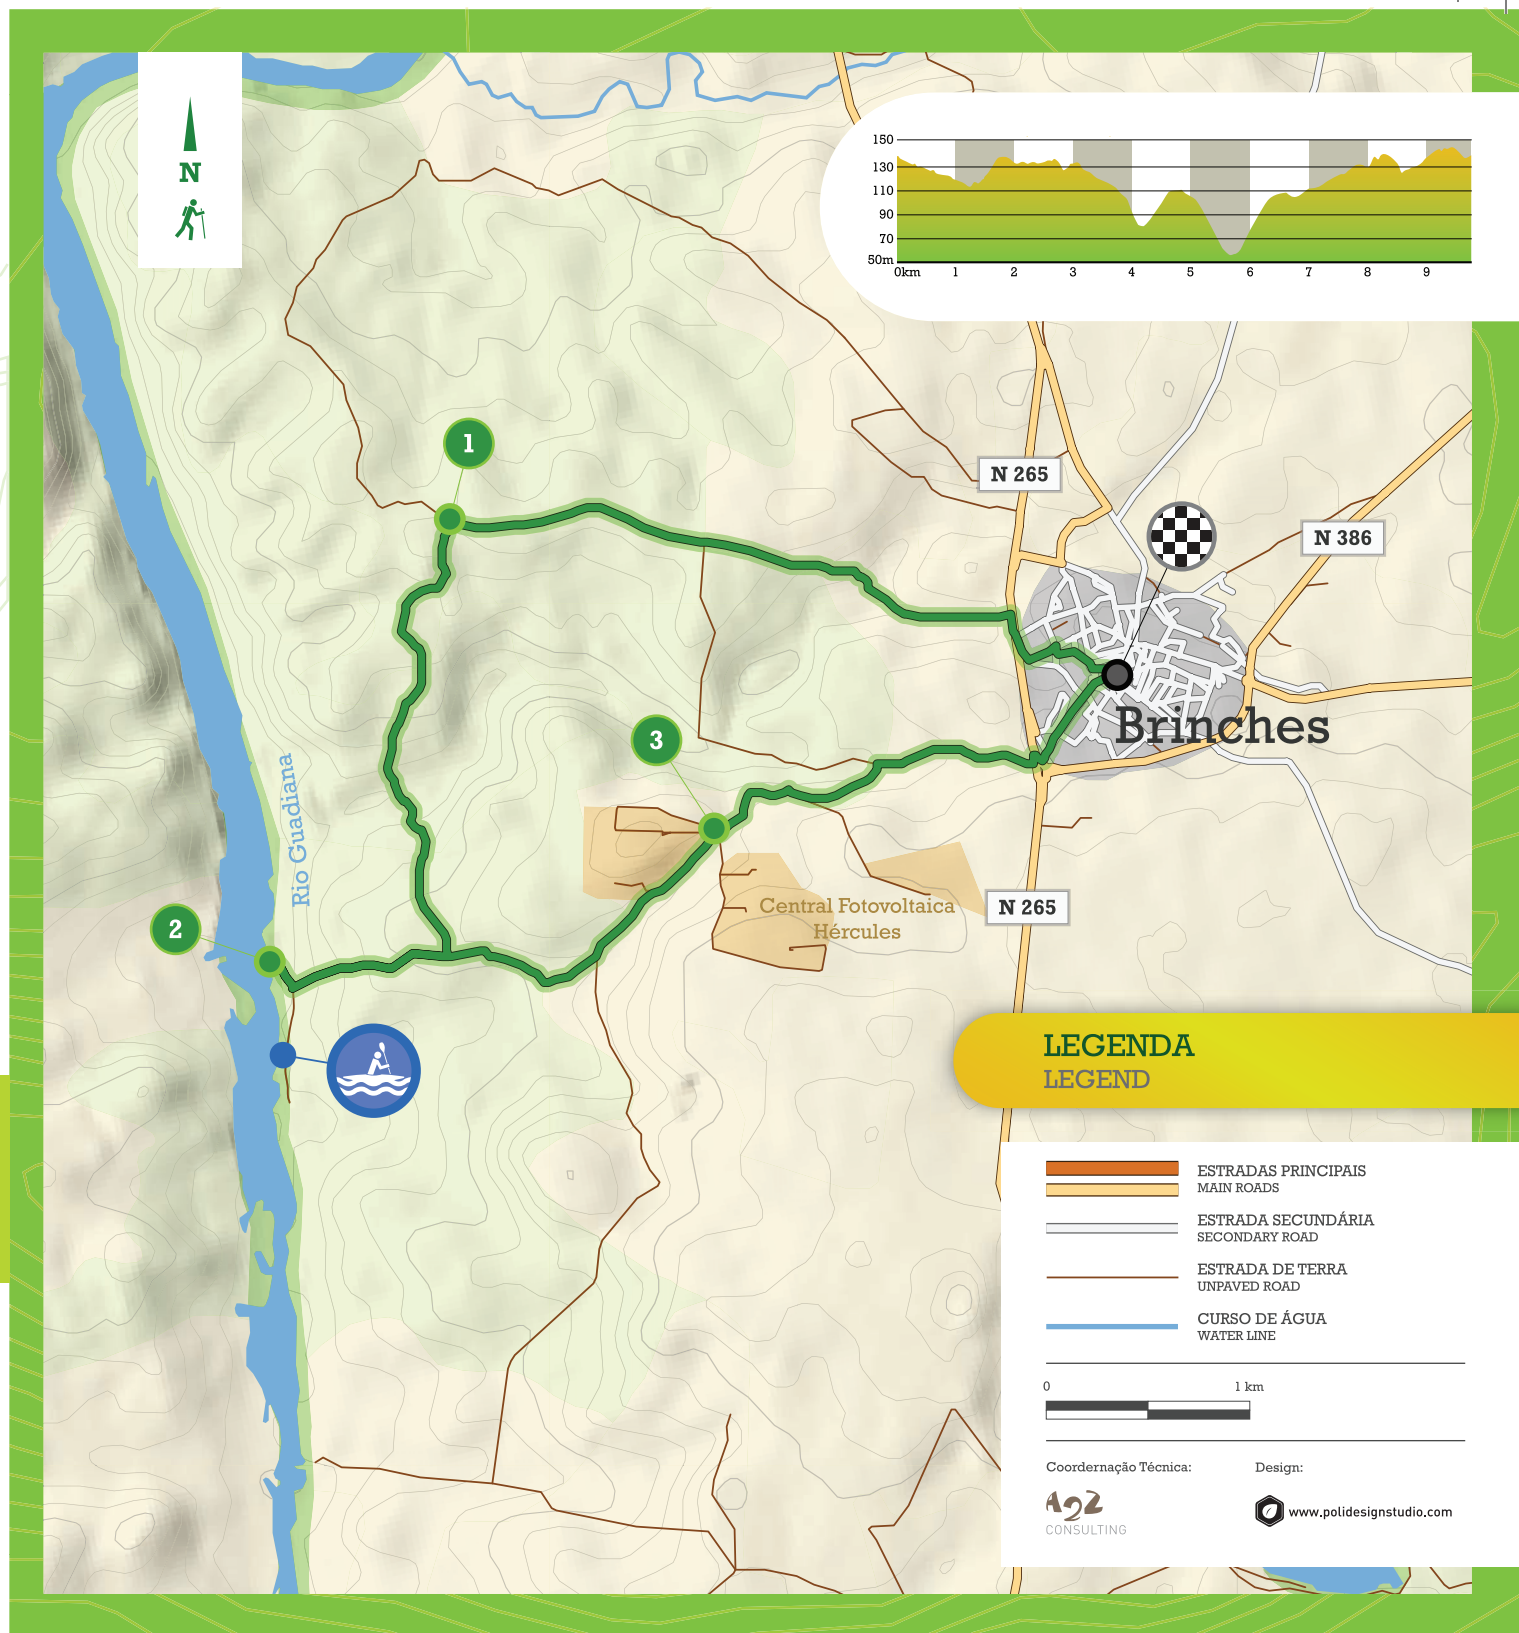 N
150
130
110
90
70
50m
0km 1 2 3 4 5 6 7 8 9
1
N 265
N 386
3
Brinches
Rio Guadiana
2
Central Fotovoltaica
Hércules
N 265
LEGENDA
LEGEND
ESTRADAS PRINCIPAIS
MAIN ROADS
ESTRADA SECUNDÁRIA
SECONDARY ROAD
ESTRADA DE TERRA
UNPAVED ROAD
CURSO DE ÁGUA
WATER LINE
0 1 km
Coordernação Técnica: Design:
A2Z
CONSULTING
www.polidesignstudio.com